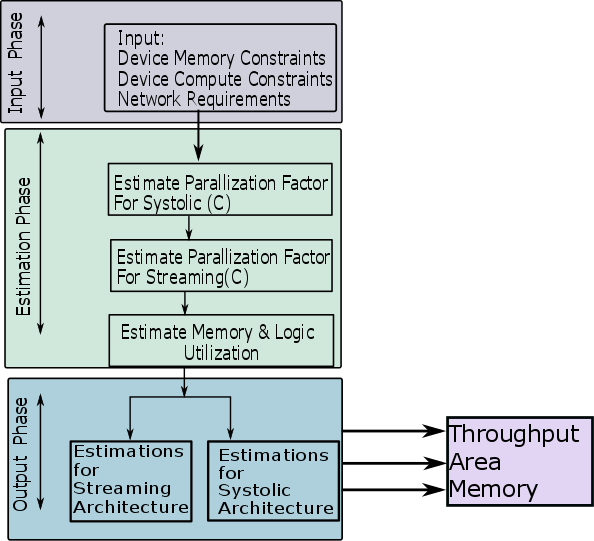 Input Phase
Input:
Device Memory Constraints
Device Compute Constraints
Network Requirements
Estimation Phase
Estimate Parallization Factor
For Systolic (C)
Estimate Parallization Factor
For Streaming(C)
Estimate Memory & Logic
Utilization
Output Phase
Estimations
for
Streaming
Architecture
Estimations
for
Systolic
Architecture
Throughput
Area
Memory